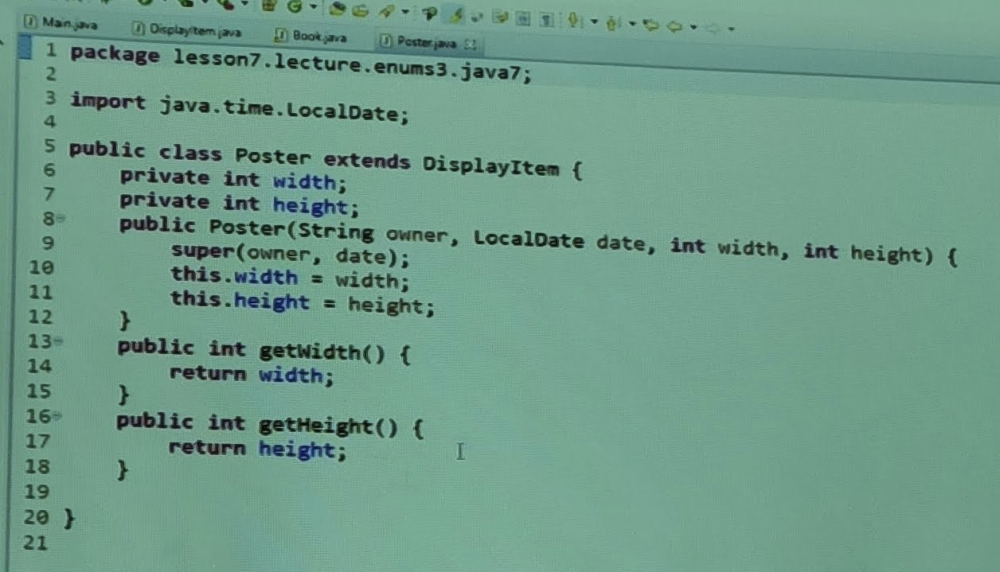 Main.java DisplayItem.java Book.java Poster.java
1 package lesson7.lecture.enums3.java7;
2
3 import java.time.LocalDate;
4
5 public class Poster extends DisplayItem {
6     private int width;
7     private int height;
8     public Poster(String owner, LocalDate date, int width, int height) {
9         super(owner, date);
10         this.width = width;
11         this.height = height;
12     }
13     public int getWidth() {
14         return width;
15     }
16     public int getHeight() {
17         return height;
18     }
19
20 }
21